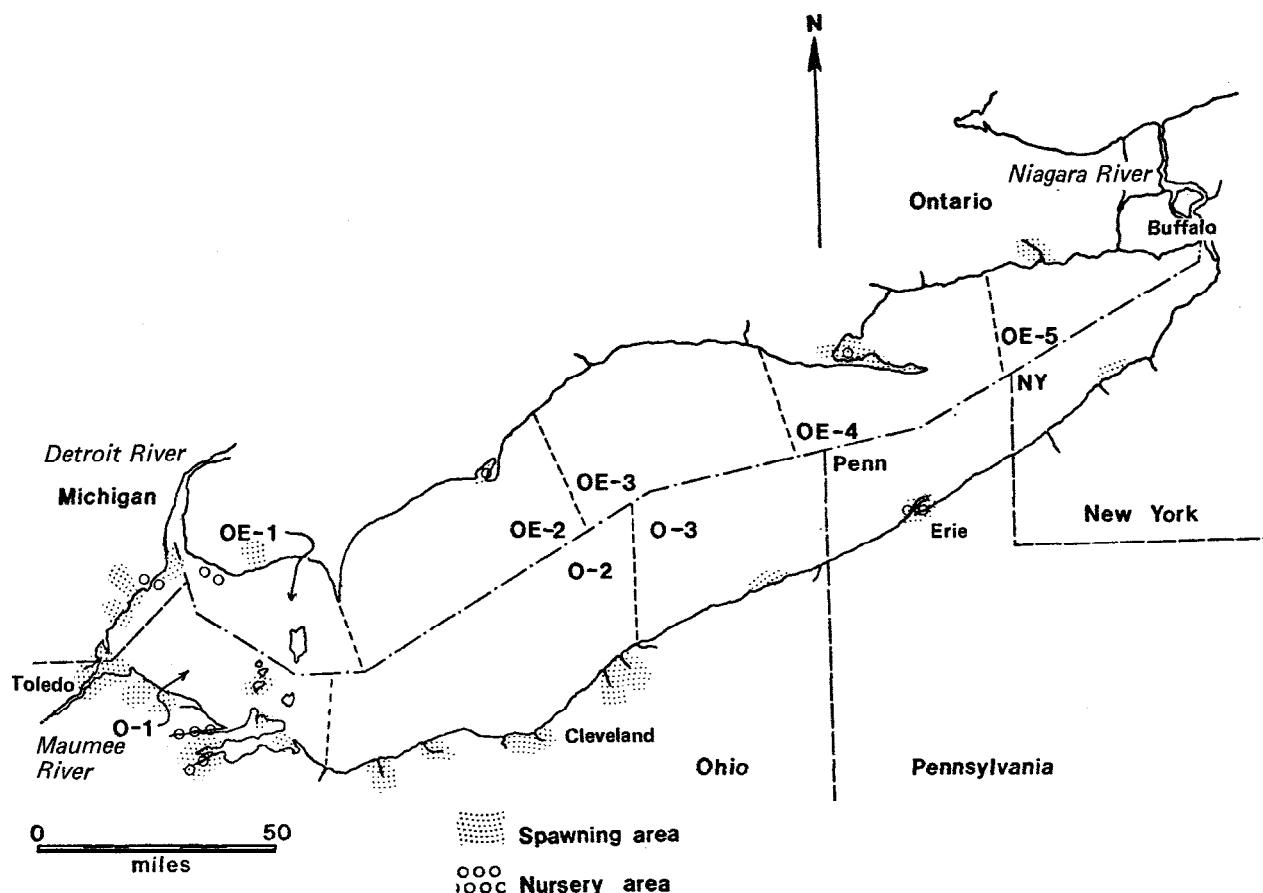 N
Niagara River
Ontario
Buffalo
OE-5
NY
OE-4
Penn
Detroit River
Michigan
OE-3
OE-1
OE-2
O-3
New York
Erie
O-2
Toledo
O-1
Cleveland
Maumee
River
Ohio
Pennsylvania
0 50
miles
Spawning area
Nursery area